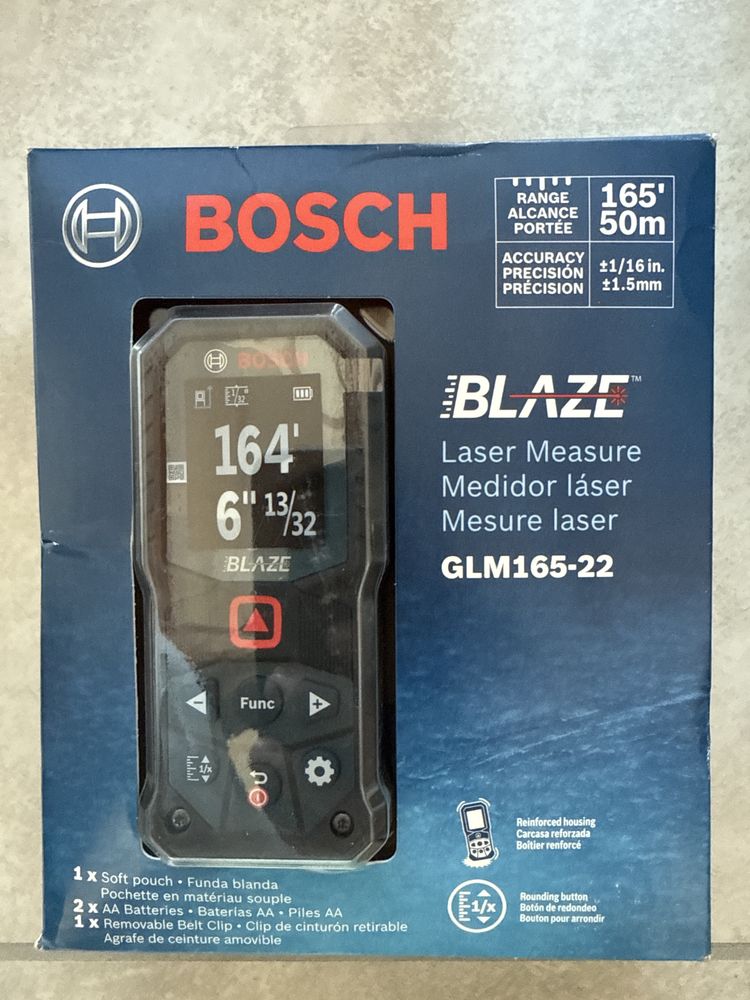 BOSCH
RANGE
ALCANCE
PORTÉE
165'
50m
ACCURACY
PRECISIÓN
PRÉCISION
±1/16 in.
±1.5mm
BOSCH
1/32
164'
6" 13/32
BLAZE
Func
1/x
BLAZE™
Laser Measure
Medidor láser
Mesure laser
GLM165-22
Reinforced housing
Carcasa reforzada
Boîtier renforcé
1/x
Rounding button
Botón de redondeo
Bouton pour arrondir
1 x Soft pouch • Funda blanda
Pochette en matériau souple
2 x AA Batteries • Baterías AA • Piles AA
1 x Removable Belt Clip • Clip de cinturón retirable
Agrafe de ceinture amovible